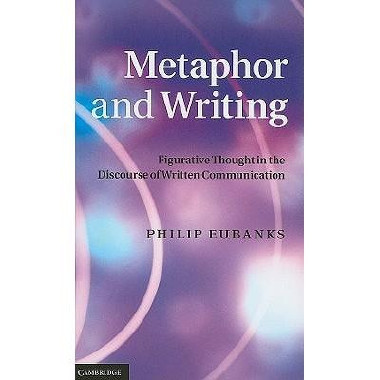 Metaphor
and Writing
Figurative Thought in the
Discourse of Written Communication
PHILIP EUBANKS
CAMBRIDGE